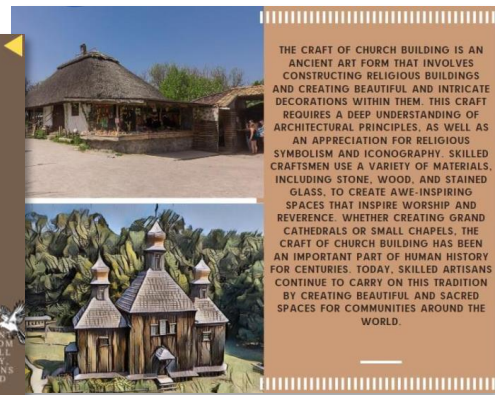 THE CRAFT OF CHURCH BUILDING IS AN
ANCIENT ART FORM THAT INVOLVES
CONSTRUCTING RELIGIOUS BUILDINGS
AND CREATING BEAUTIFUL AND INTRICATE
DECORATIONS WITHIN THEM. THIS CRAFT
REQUIRES A DEEP UNDERSTANDING OF
ARCHITECTURAL PRINCIPLES, AS WELL AS
AN APPRECIATION FOR RELIGIOUS
SYMBOLISM AND ICONOGRAPHY. SKILLED
CRAFTSMEN USE A VARIETY OF MATERIALS,
INCLUDING STONE, WOOD, AND STAINED
GLASS, TO CREATE AWE-INSPIRING
SPACES THAT INSPIRE WORSHIP AND
REVERENCE. WHETHER CREATING GRAND
CATHEDRALS OR SMALL CHAPELS, THE
CRAFT OF CHURCH BUILDING HAS BEEN
AN IMPORTANT PART OF HUMAN HISTORY
FOR CENTURIES. TODAY, SKILLED ARTISANS
CONTINUE TO CARRY ON THIS TRADITION
BY CREATING BEAUTIFUL AND SACRED
SPACES FOR COMMUNITIES AROUND THE
WORLD.